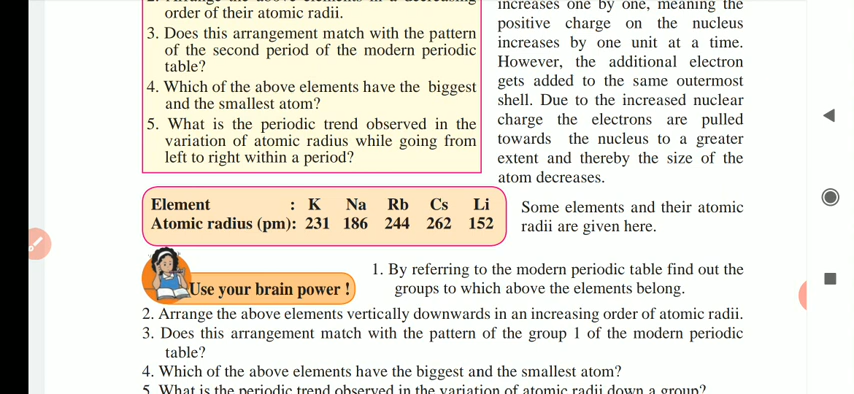 order of their atomic radii.
3. Does this arrangement match with the pattern
of the second period of the modern periodic
table?
4. Which of the above elements have the biggest
and the smallest atom?
5. What is the periodic trend observed in the
variation of atomic radius while going from
left to right within a period?
increases one by one, meaning the
positive charge on the nucleus
increases by one unit at a time.
However, the additional electron
gets added to the same outermost
shell. Due to the increased nuclear
charge the electrons are pulled
towards the nucleus to a greater
extent and thereby the size of the
atom decreases.
Element : K Na Rb Cs Li
Atomic radius (pm): 231 186 244 262 152
Some elements and their atomic
radii are given here.
Use your brain power !
1. By referring to the modern periodic table find out the
groups to which above the elements belong.
2. Arrange the above elements vertically downwards in an increasing order of atomic radii.
3. Does this arrangement match with the pattern of the group 1 of the modern periodic
table?
4. Which of the above elements have the biggest and the smallest atom?
5. What is the periodic trend observed in the variation of atomic radii down a group?